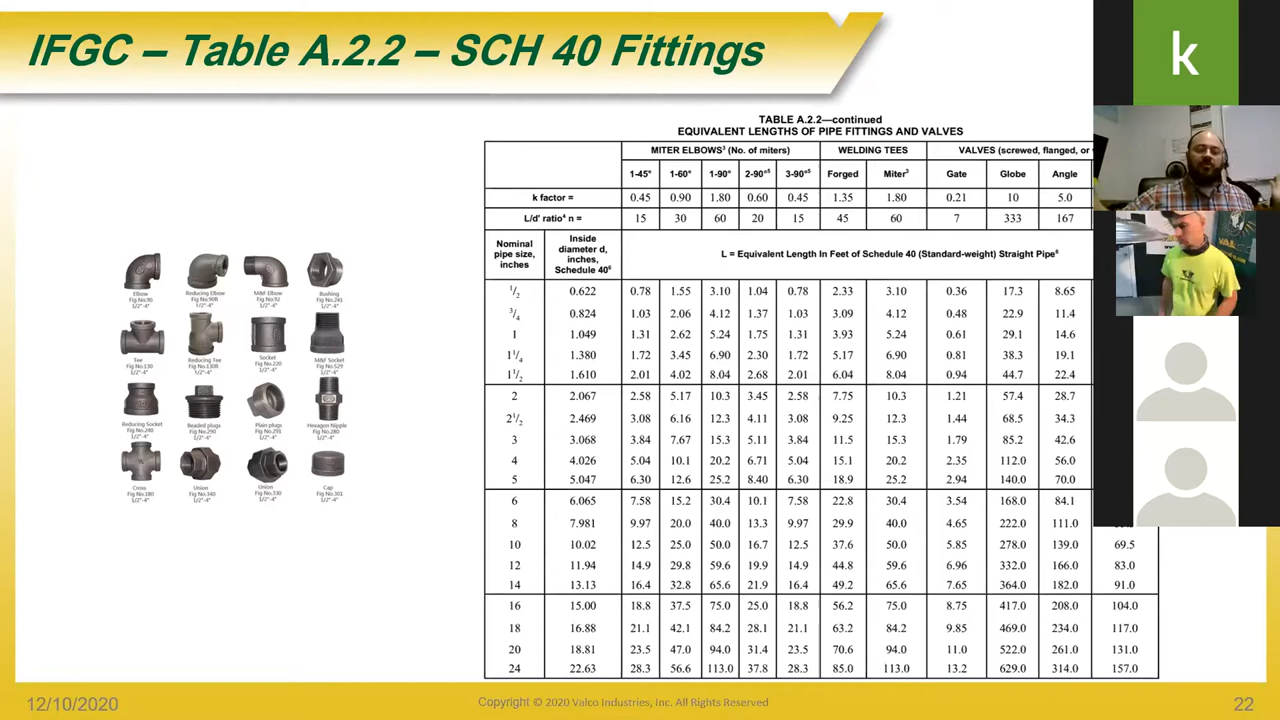 IFGC – Table A.2.2 – SCH 40 Fittings
k
TABLE A.2.2—continued
EQUIVALENT LENGTHS OF PIPE FITTINGS AND VALVES
MITER ELBOWS³ (No. of miters) WELDING TEES VALVES (screwed, flanged, or
1-45° 1-60° 1-90° 2-90°⁵ 3-90°⁵ Forged Miter³ Gate Globe Angle
k factor = 0.45 0.90 1.80 0.60 0.45 1.35 1.80 0.21 10 5.0
L/d' ratio⁴ n = 15 30 60 20 15 45 60 7 333 167
Nominal pipe size, inches
Inside diameter d, inches, Schedule 40⁶
L = Equivalent Length In Feet of Schedule 40 (Standard-weight) Straight Pipe⁶
1/2 0.622 0.78 1.55 3.10 1.04 0.78 2.33 3.10 0.36 17.3 8.65
3/4 0.824 1.03 2.06 4.12 1.37 1.03 3.09 4.12 0.48 22.9 11.4
1 1.049 1.31 2.62 5.24 1.75 1.31 3.93 5.24 0.61 29.1 14.6
1 1/4 1.380 1.72 3.45 6.90 2.30 1.72 5.17 6.90 0.81 38.3 19.1
1 1/2 1.610 2.01 4.02 8.04 2.68 2.01 6.04 8.04 0.94 44.7 22.4
2 2.067 2.58 5.17 10.3 3.45 2.58 7.75 10.3 1.21 57.4 28.7
2 1/2 2.469 3.08 6.16 12.3 4.11 3.08 9.25 12.3 1.44 68.5 34.3
3 3.068 3.84 7.67 15.3 5.11 3.84 11.5 15.3 1.79 85.2 42.6
4 4.026 5.04 10.1 20.2 6.71 5.04 15.1 20.2 2.35 112.0 56.0
5 5.047 6.30 12.6 25.2 8.40 6.30 18.9 25.2 2.94 140.0 70.0
6 6.065 7.58 15.2 30.4 10.1 7.58 22.8 30.4 3.54 168.0 84.1
8 7.981 9.97 20.0 40.0 13.3 9.97 29.9 40.0 4.65 222.0 111.0
10 10.02 12.5 25.0 50.0 16.7 12.5 37.6 50.0 5.85 278.0 139.0 69.5
12 11.94 14.9 29.8 59.6 19.9 14.9 44.8 59.6 6.96 332.0 166.0 83.0
14 13.13 16.4 32.8 65.6 21.9 16.4 49.2 65.6 7.65 364.0 182.0 91.0
16 15.00 18.8 37.5 75.0 25.0 18.8 56.2 75.0 8.75 417.0 208.0 104.0
18 16.88 21.1 42.1 84.2 28.1 21.1 63.2 84.2 9.85 469.0 234.0 117.0
20 18.81 23.5 47.0 94.0 31.4 23.5 70.6 94.0 11.0 522.0 261.0 131.0
24 22.63 28.3 56.6 113.0 37.8 28.3 85.0 113.0 13.2 629.0 314.0 157.0
Elbow Reducing Elbow M&F Elbow Bushing
Fig No.90 Fig No.90R Fig No.92 Fig No.241
1/2"-4" 1/2"-4" 1/2"-4" 1/2"-4"
Tee Reducing Tee Socket M&F Socket
Fig No.130 Fig No.130R Fig No.270 Fig No.529
1/2"-4" 1/2"-4" 1/2"-4" 1/2"-4"
Reducing Socket Beaded plugs Plain plugs Hexagon Nipple
Fig No.240 Fig No.290 Fig No.291 Fig No.280
1/2"-4" 1/2"-4" 1/2"-4" 1/2"-4"
Cross Union Union Cap
Fig No.180 Fig No.340 Fig No.330 Fig No.301
1/2"-4" 1/2"-4" 1/2"-4" 1/2"-4"
12/10/2020
Copyright © 2020 Valco Industries, Inc. All Rights Reserved
22